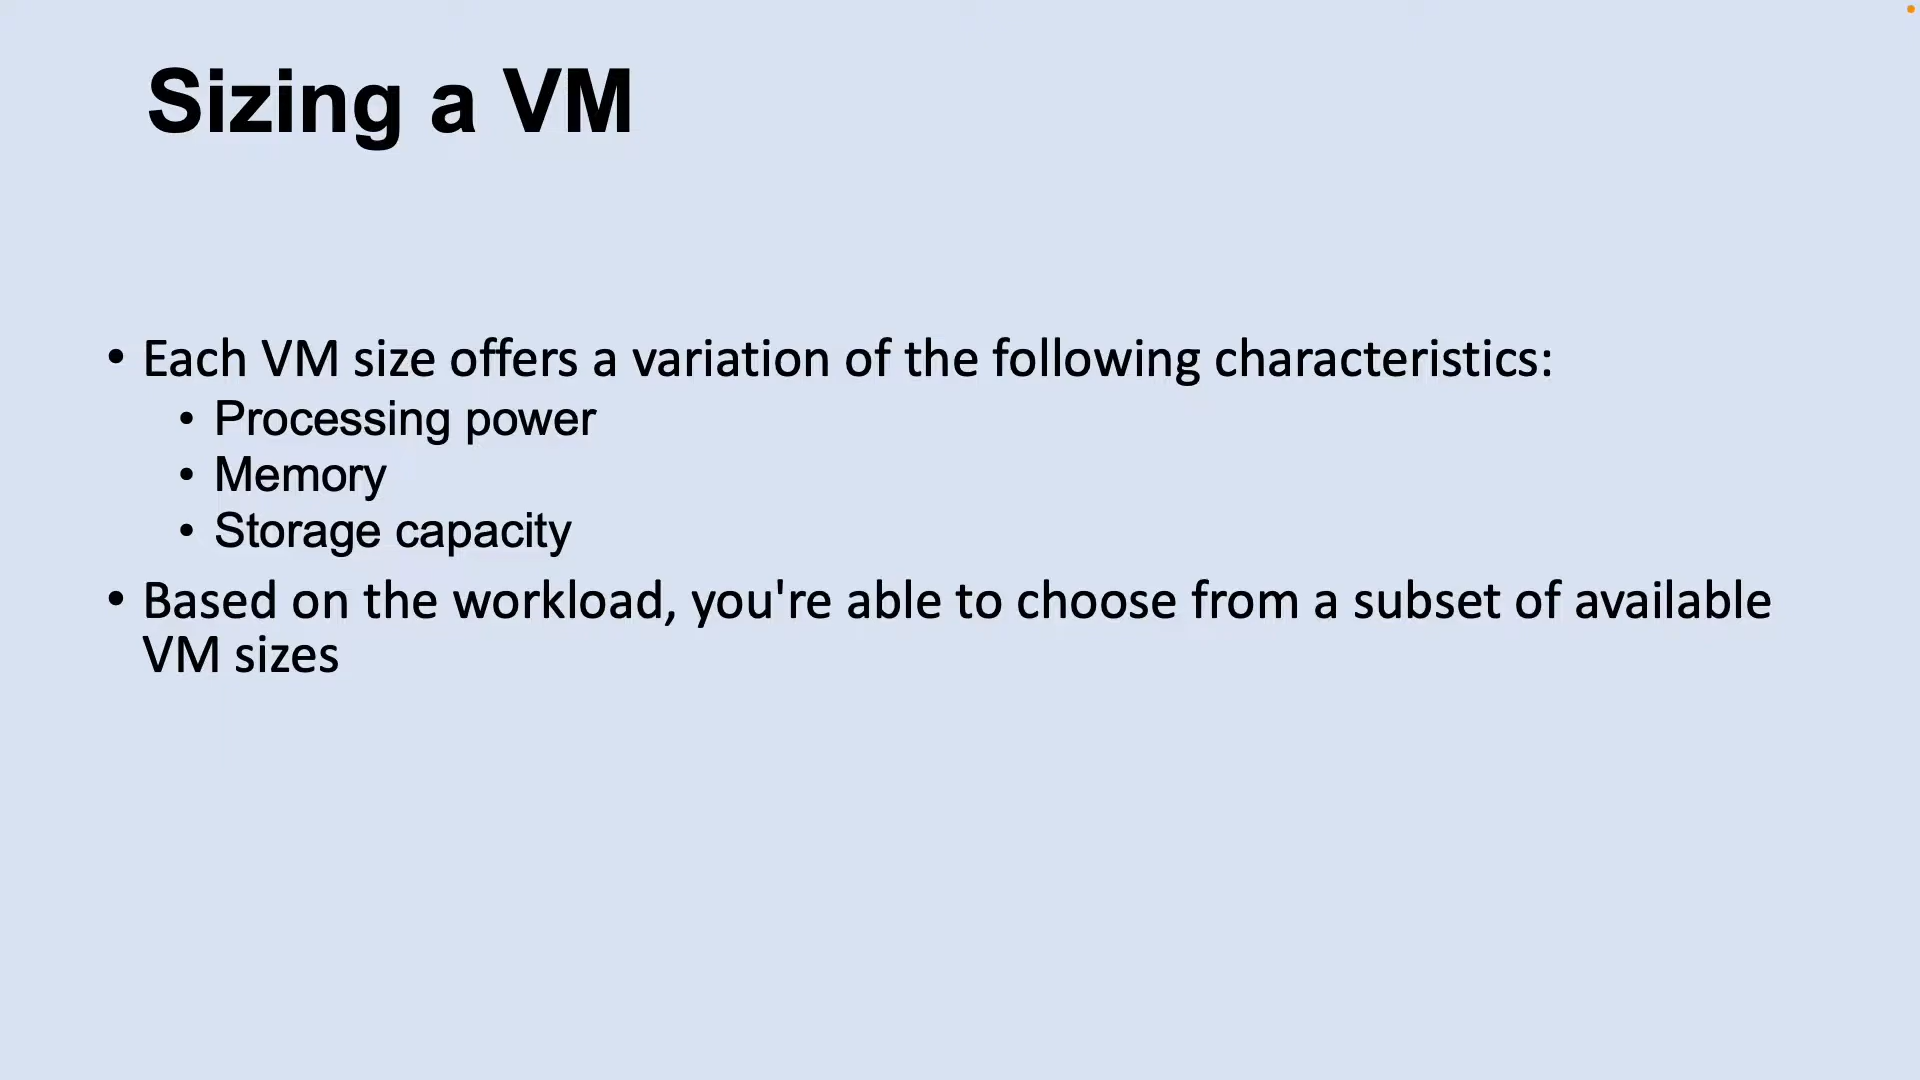 Sizing a VM
• Each VM size offers a variation of the following characteristics:
• Processing power
• Memory
• Storage capacity
• Based on the workload, you're able to choose from a subset of available
VM sizes